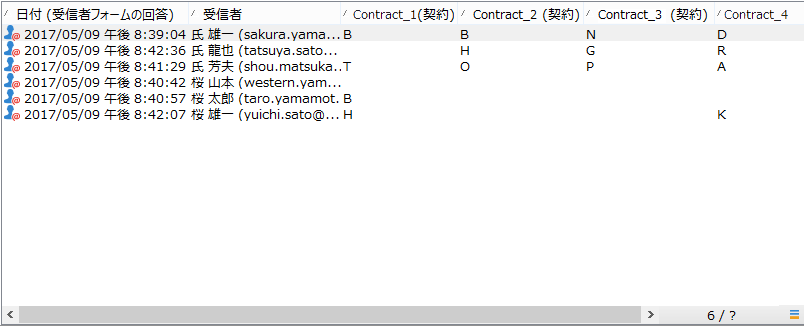 日付 (受信者フォームの回答) 受信者 Contract_1(契約) Contract_2 (契約) Contract_3 (契約) Contract_4
2017/05/09 午後 8:39:04 氏 雄一 (sakura.yama... B B N D
2017/05/09 午後 8:42:36 氏 龍也 (tatsuya.sato... H G R
2017/05/09 午後 8:41:29 氏 芳夫 (shou.matsuka... T O P A
2017/05/09 午後 8:40:42 桜 山本 (western.yam...
2017/05/09 午後 8:40:57 桜 太郎 (taro.yamamot. B
2017/05/09 午後 8:42:07 桜 雄一 (yuichi.sato@... H K
6 / ?